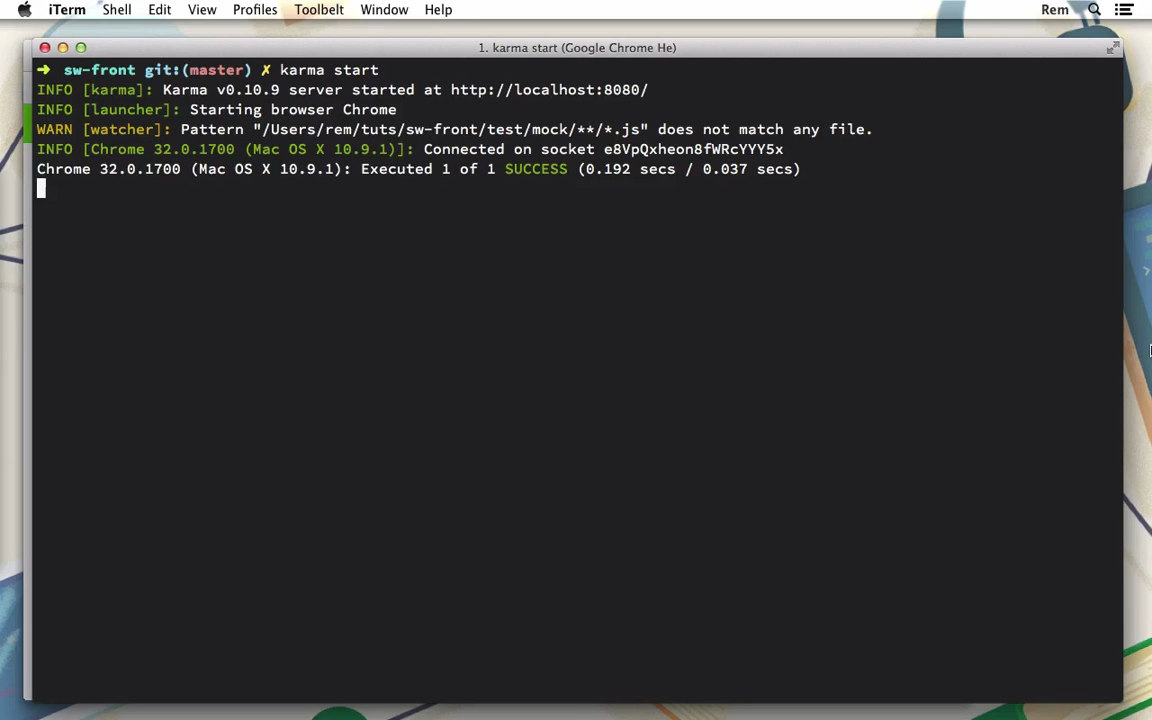 iTerm Shell Edit View Profiles Toolbelt Window Help Rem
1. karma start (Google Chrome He)
➜ sw-front git:(master) ✗ karma start
INFO [karma]: Karma v0.10.9 server started at http://localhost:8080/
INFO [launcher]: Starting browser Chrome
WARN [watcher]: Pattern "/Users/rem/tuts/sw-front/test/mock/**/*.js" does not match any file.
INFO [Chrome 32.0.1700 (Mac OS X 10.9.1)]: Connected on socket e8VpQxheon8fWRcYYY5x
Chrome 32.0.1700 (Mac OS X 10.9.1): Executed 1 of 1 SUCCESS (0.192 secs / 0.037 secs)